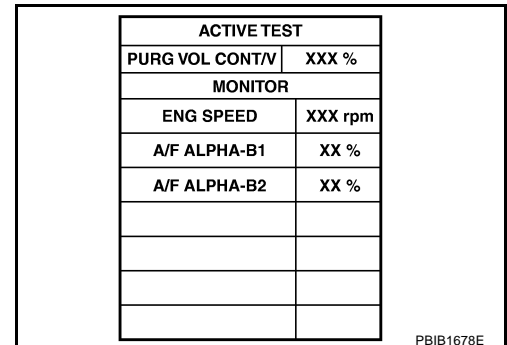 ACTIVE TEST
PURG VOL CONT/V XXX %
MONITOR
ENG SPEED XXX rpm
A/F ALPHA-B1 XX %
A/F ALPHA-B2 XX %
PBIB1678E